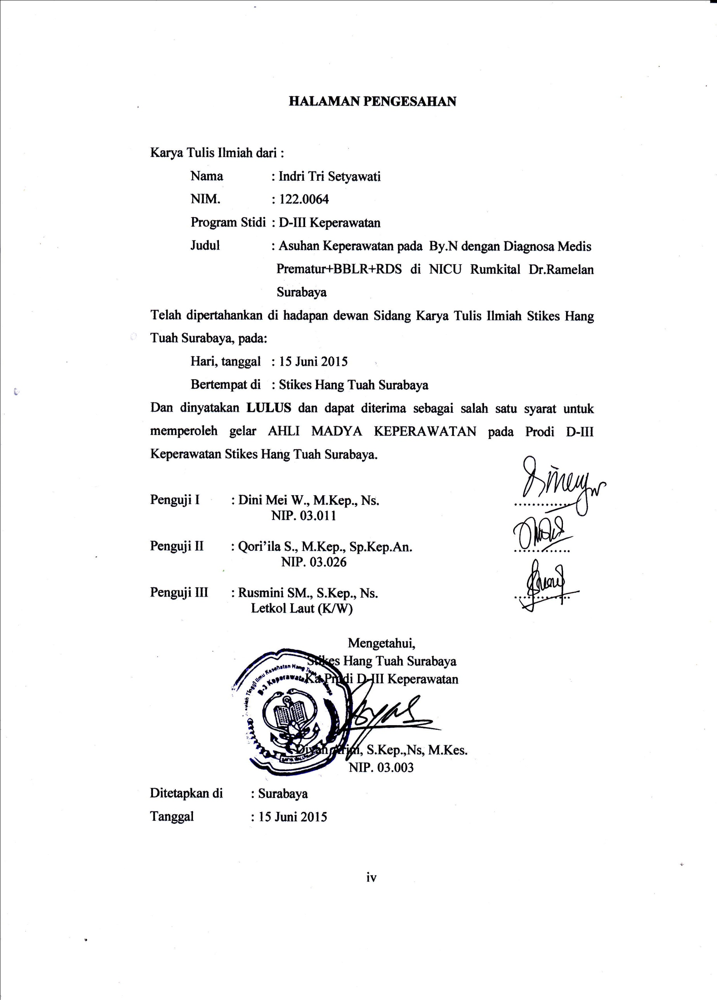 HALAMAN PENGESAHAN
Karya Tulis Ilmiah dari :
Nama : Indri Tri Setyawati
NIM. : 122.0064
Program Stidi : D-III Keperawatan
Judul : Asuhan Keperawatan pada By.N dengan Diagnosa Medis
Prematur+BBLR+RDS di NICU Rumkital Dr.Ramelan
Surabaya
Telah dipertahankan di hadapan dewan Sidang Karya Tulis Ilmiah Stikes Hang
Tuah Surabaya, pada:
Hari, tanggal : 15 Juni 2015
Bertempat di : Stikes Hang Tuah Surabaya
Dan dinyatakan LULUS dan dapat diterima sebagai salah satu syarat untuk
memperoleh gelar AHLI MADYA KEPERAWATAN pada Prodi D-III
Keperawatan Stikes Hang Tuah Surabaya.
Penguji I : Dini Mei W., M.Kep., Ns. .............
NIP. 03.011
Penguji II : Qori’ila S., M.Kep., Sp.Kep.An. .............
NIP. 03.026
Penguji III : Rusmini SM., S.Kep., Ns. .............
Letkol Laut (K/W)
Mengetahui,
Stikes Hang Tuah Surabaya
Ka Prodi D-III Keperawatan
Tinggi Ilmu Kesehatan Hang Tuah
D-3 Keperawatan
Diyah Arini, S.Kep.,Ns, M.Kes.
NIP. 03.003
Ditetapkan di : Surabaya
Tanggal : 15 Juni 2015
iv